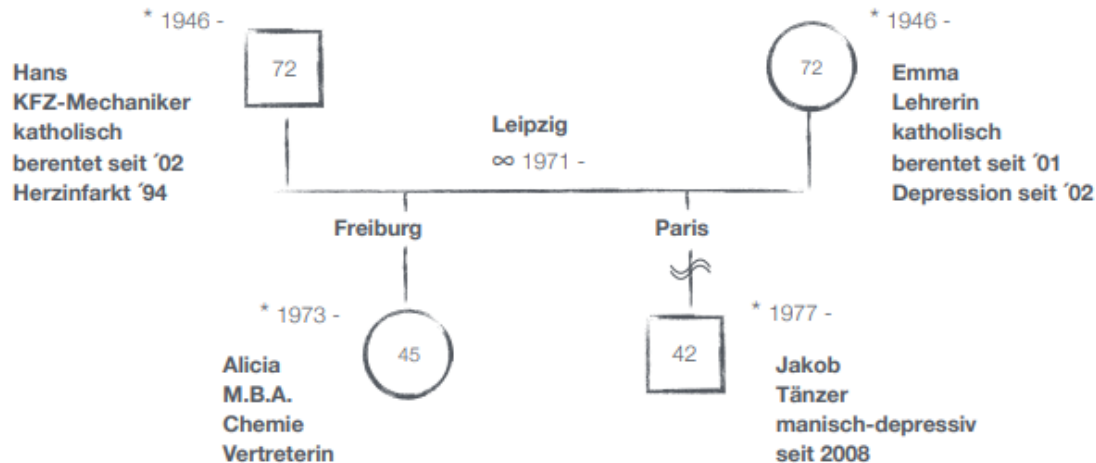 * 1946 -
72
Hans
KFZ-Mechaniker
katholisch
berentet seit ´02
Herzinfarkt ´94
* 1946 -
72
Emma
Lehrerin
katholisch
berentet seit ´01
Depression seit ´02
Leipzig
∞ 1971 -
Freiburg
Paris
* 1973 -
45
Alicia
M.B.A.
Chemie
Vertreterin
* 1977 -
42
Jakob
Tänzer
manisch-depressiv
seit 2008